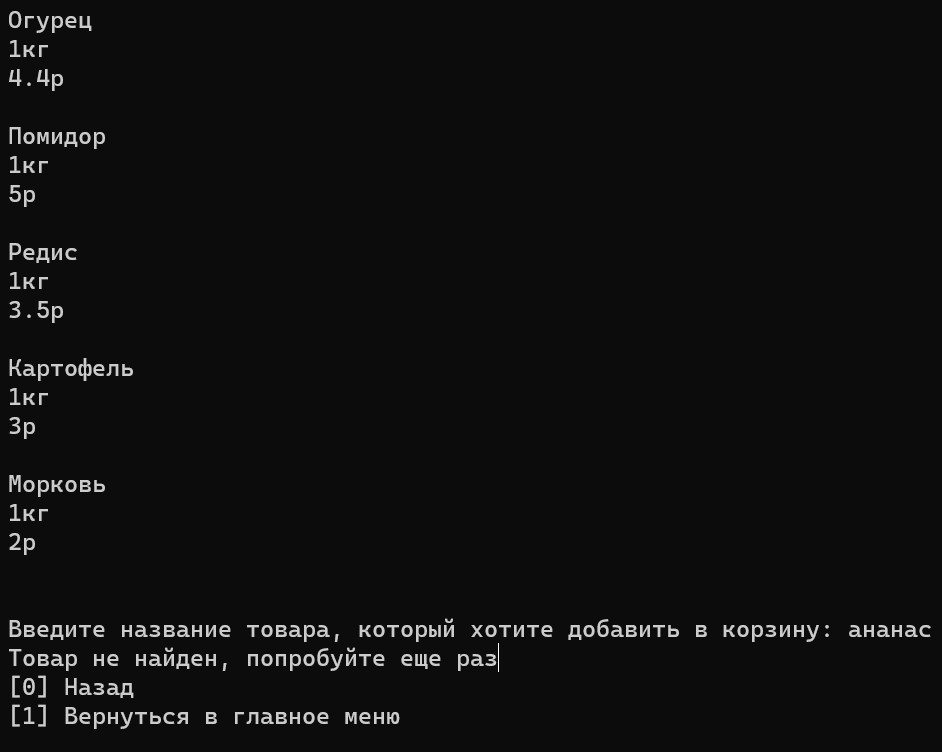 Огурец
1кг
4.4р
Помидор
1кг
5р
Редис
1кг
3.5р
Картофель
1кг
3р
Морковь
1кг
2р
Введите название товара, который хотите добавить в корзину: ананас
Товар не найден, попробуйте еще раз
[0] Назад
[1] Вернуться в главное меню